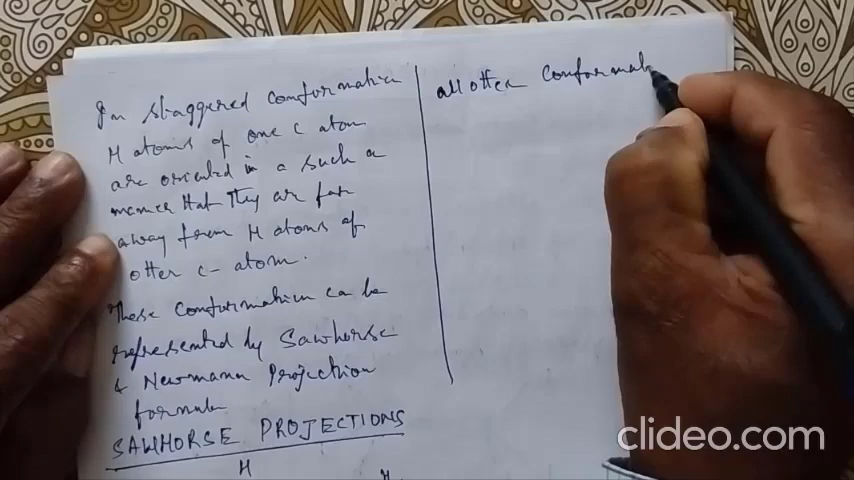 In staggered conformation
H atoms of one C atom
are oriented in a such a
manner that they are far
away from H atoms of
other C-atom.
These conformation can be
represented by Sawhorse
& Newmann Projection
formula
SAWHORSE PROJECTIONS
H
H
all other conformat
clideo.com